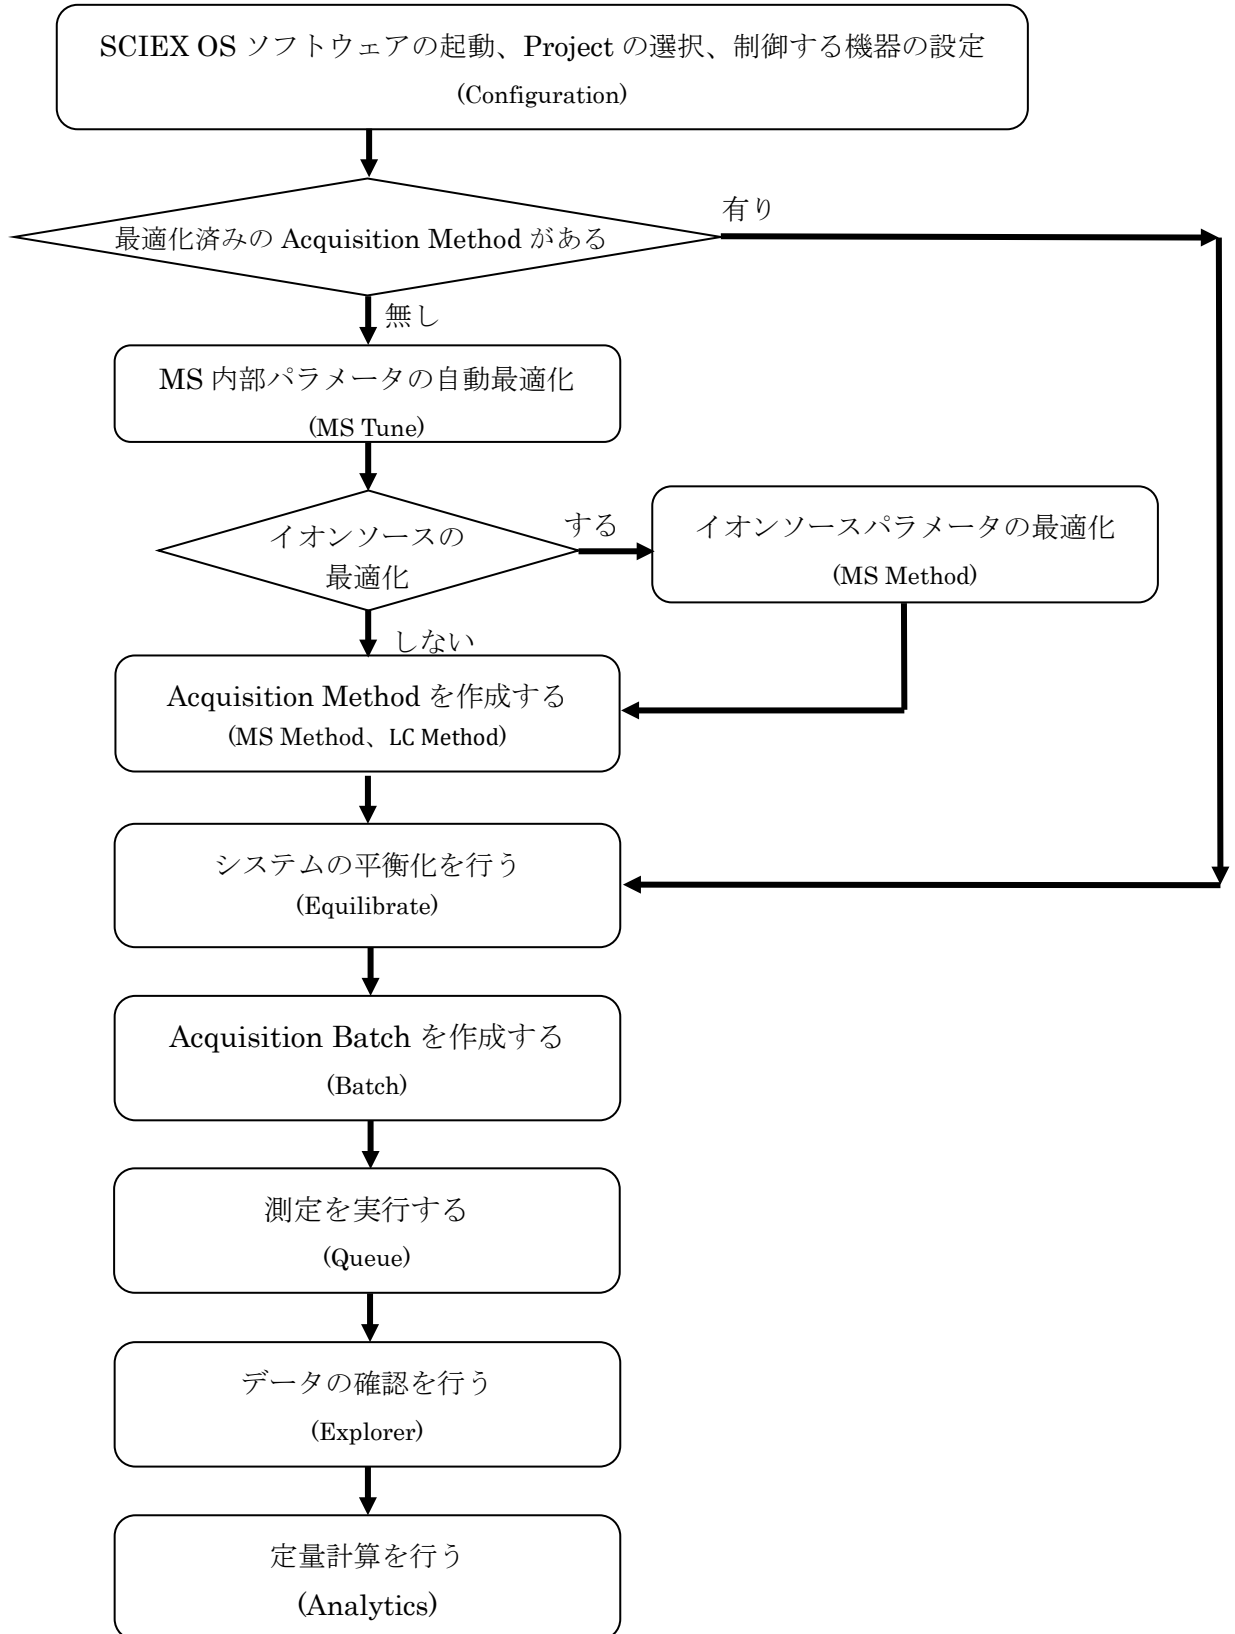 SCIEX OS ソフトウェアの起動、Project の選択、制御する機器の設定
(Configuration)
最適化済みの Acquisition Method がある
有り
無し
MS 内部パラメータの自動最適化
(MS Tune)
イオンソースの
最適化
する
イオンソースパラメータの最適化
(MS Method)
しない
Acquisition Method を作成する
(MS Method、LC Method)
システムの平衡化を行う
(Equilibrate)
Acquisition Batch を作成する
(Batch)
測定を実行する
(Queue)
データの確認を行う
(Explorer)
定量計算を行う
(Analytics)